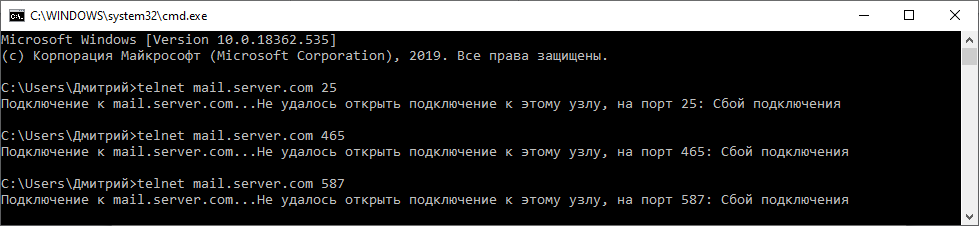 C:\WINDOWS\system32\cmd.exe
Microsoft Windows [Version 10.0.18362.535]
(c) Корпорация Майкрософт (Microsoft Corporation), 2019. Все права защищены.
C:\Users\Дмитрий>telnet mail.server.com 25
Подключение к mail.server.com...Не удалось открыть подключение к этому узлу, на порт 25: Сбой подключения
C:\Users\Дмитрий>telnet mail.server.com 465
Подключение к mail.server.com...Не удалось открыть подключение к этому узлу, на порт 465: Сбой подключения
C:\Users\Дмитрий>telnet mail.server.com 587
Подключение к mail.server.com...Не удалось открыть подключение к этому узлу, на порт 587: Сбой подключения